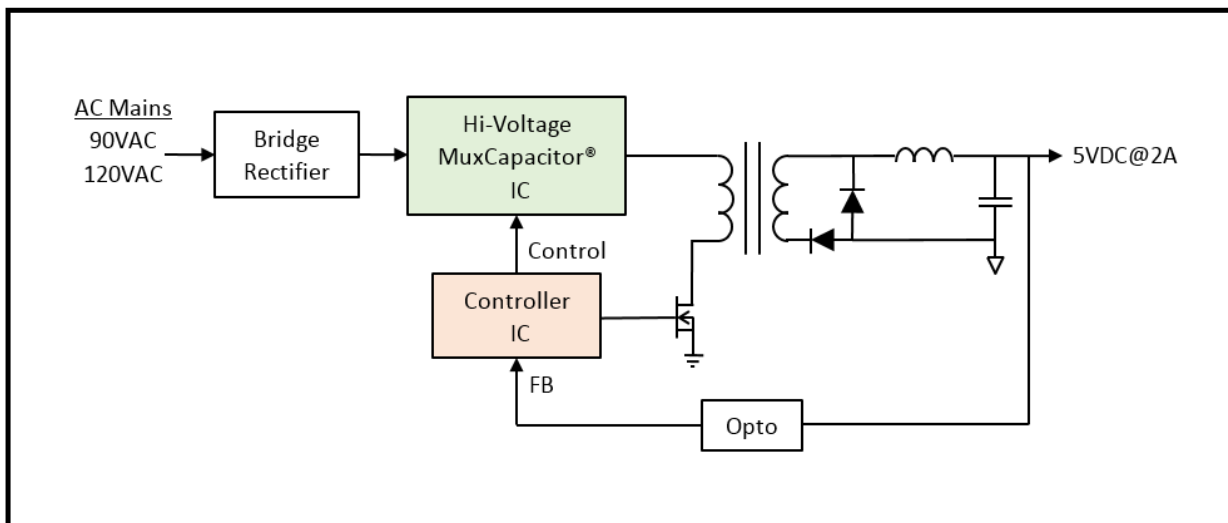 AC Mains
90VAC
120VAC
Bridge
Rectifier
Hi-Voltage
MuxCapacitor®
IC
5VDC@2A
Control
Controller
IC
FB
Opto